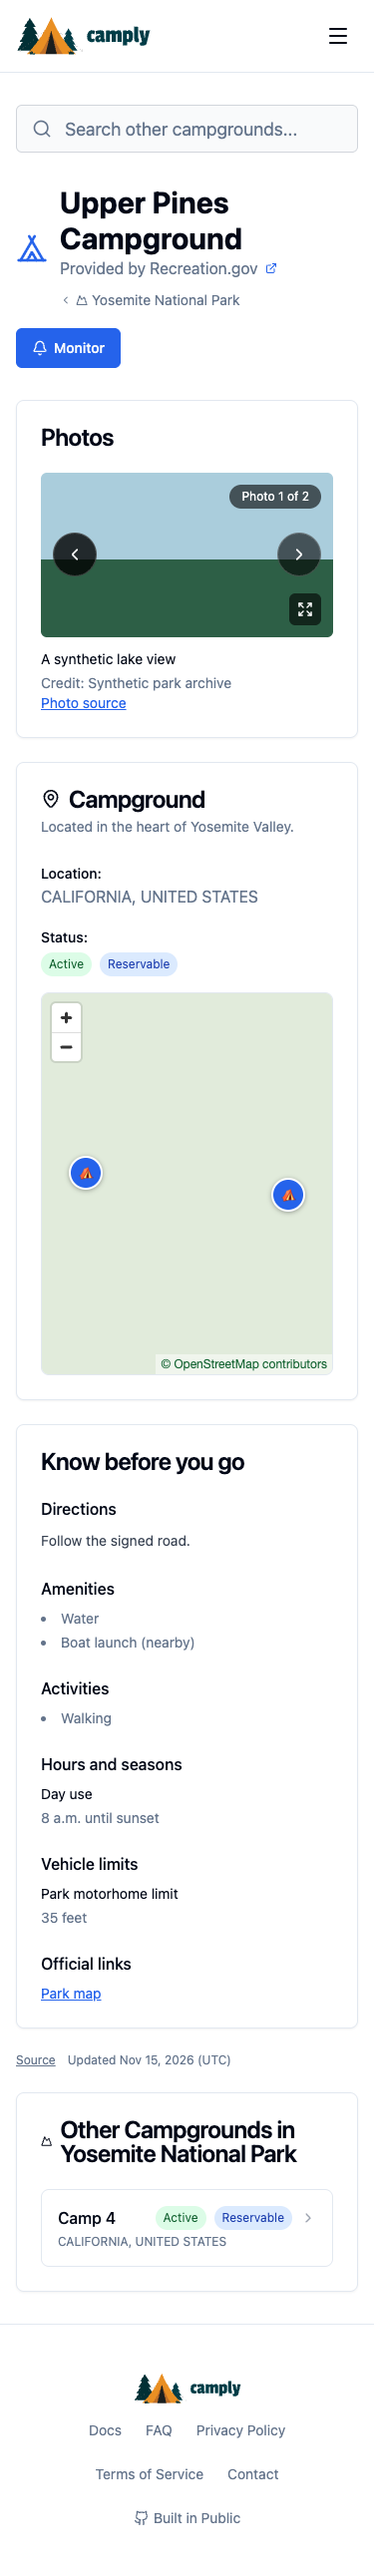 camply
Search other campgrounds...
Upper Pines
Campground
Provided by Recreation.gov
Yosemite National Park
Monitor
Photos
Photo 1 of 2
A synthetic lake view
Credit: Synthetic park archive
Photo source
Campground
Located in the heart of Yosemite Valley.
Location:
CALIFORNIA, UNITED STATES
Status:
Active Reservable
+
−
© OpenStreetMap contributors
Know before you go
Directions
Follow the signed road.
Amenities
• Water
• Boat launch (nearby)
Activities
• Walking
Hours and seasons
Day use
8 a.m. until sunset
Vehicle limits
Park motorhome limit
35 feet
Official links
Park map
Source Updated Nov 15, 2026 (UTC)
Other Campgrounds in
Yosemite National Park
Camp 4 Active Reservable
CALIFORNIA, UNITED STATES
camply
Docs FAQ Privacy Policy
Terms of Service Contact
Built in Public